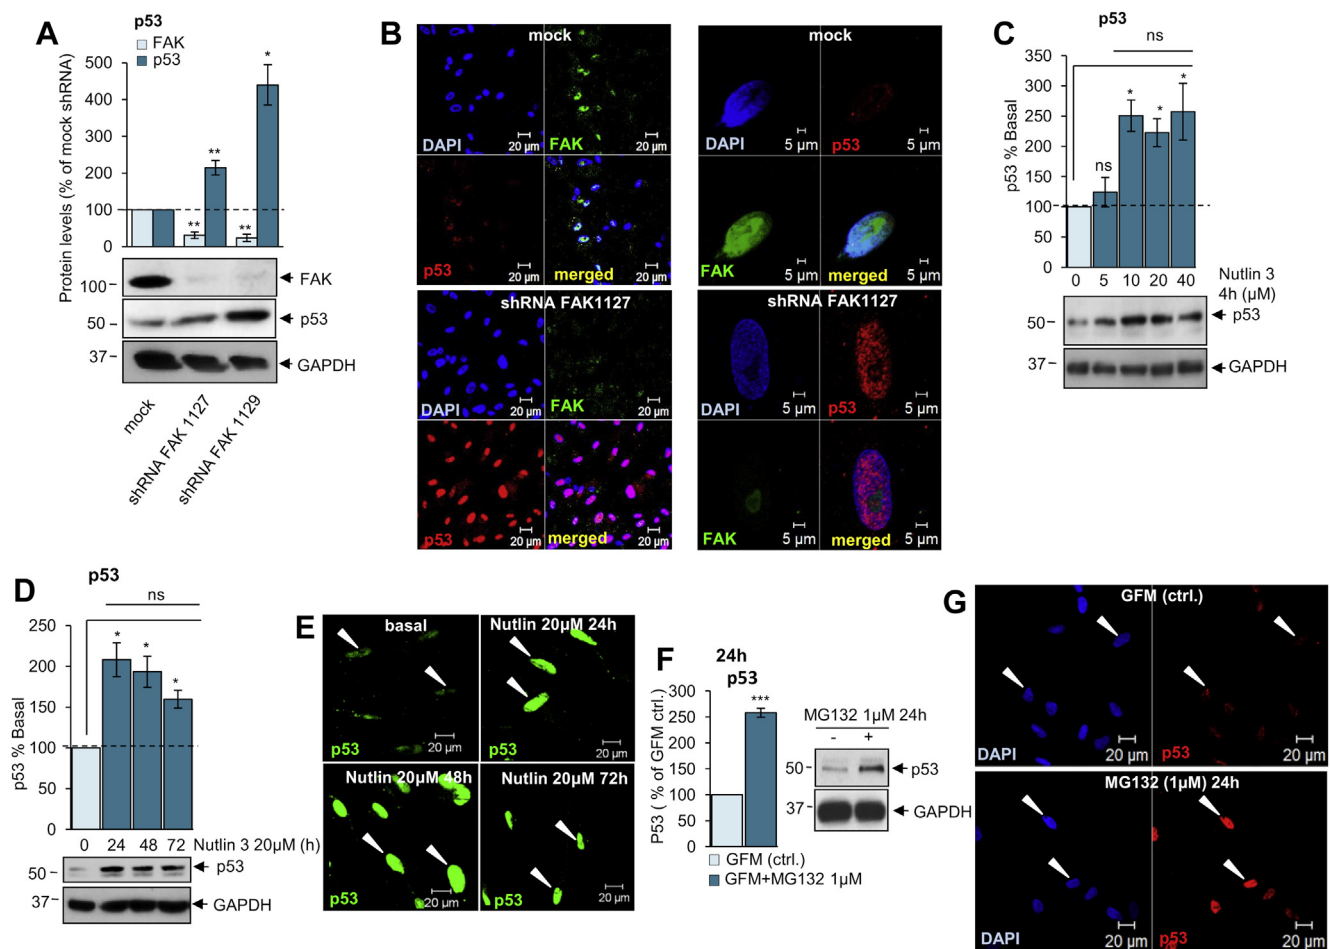 A
p53
FAK
p53
Protein levels (% of mock shRNA)
500
400
300
200
100
0
**
**
**
*
100
FAK
50
p53
37
GAPDH
mock
shRNA FAK 1127
shRNA FAK 1129
B
mock
DAPI
20 µm
FAK
20 µm
p53
20 µm
merged
20 µm
shRNA FAK1127
DAPI
20 µm
FAK
20 µm
p53
20 µm
merged
20 µm
mock
DAPI
5 µm
p53
5 µm
FAK
5 µm
merged
5 µm
shRNA FAK1127
DAPI
5 µm
p53
5 µm
FAK
5 µm
merged
5 µm
C
p53
ns
p53 % Basal
350
300
250
200
150
100
50
0
ns
*
*
*
0 5 10 20 40
Nutlin 3
4h (µM)
50
p53
37
GAPDH
D
p53
ns
p53 % Basal
250
200
150
100
50
0
*
*
*
0 24 48 72 Nutlin 3 20µM (h)
50
p53
37
GAPDH
E
basal
p53
20 µm
Nutlin 20µM 24h
p53
20 µm
Nutlin 20µM 48h
p53
20 µm
Nutlin 20µM 72h
p53
20 µm
F
24h
p53
P53 ( % of GFM ctrl.)
300
250
200
150
100
50
0
***
GFM (ctrl.)
GFM+MG132 1µM
MG132 1µM 24h
- +
50
p53
37
GAPDH
G
GFM (ctrl.)
DAPI
20 µm
p53
20 µm
MG132 (1µM) 24h
DAPI
20 µm
p53
20 µm